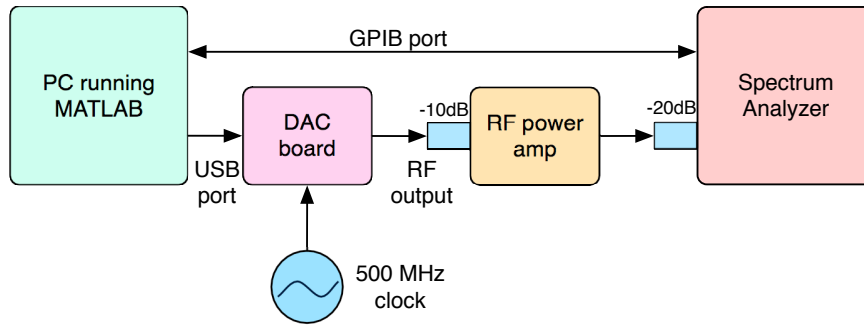 GPIB port
PC running
MATLAB
Spectrum
Analyzer
DAC
board
-10dB
RF power
amp
-20dB
USB
port
RF
output
500 MHz
clock